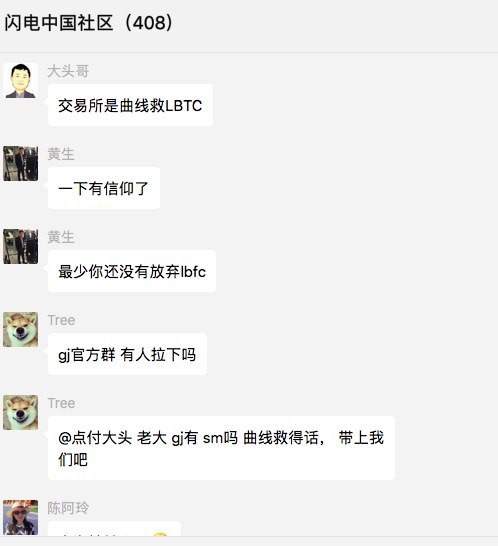 闪电中国社区（408）
大头哥
交易所是曲线救LBTC
黄生
一下有信仰了
黄生
最少你还没有放弃lbfc
Tree
gj官方群 有人拉下吗
Tree
@点付大头 老大 gj有 sm吗 曲线救得话， 带上我
们吧
陈阿玲